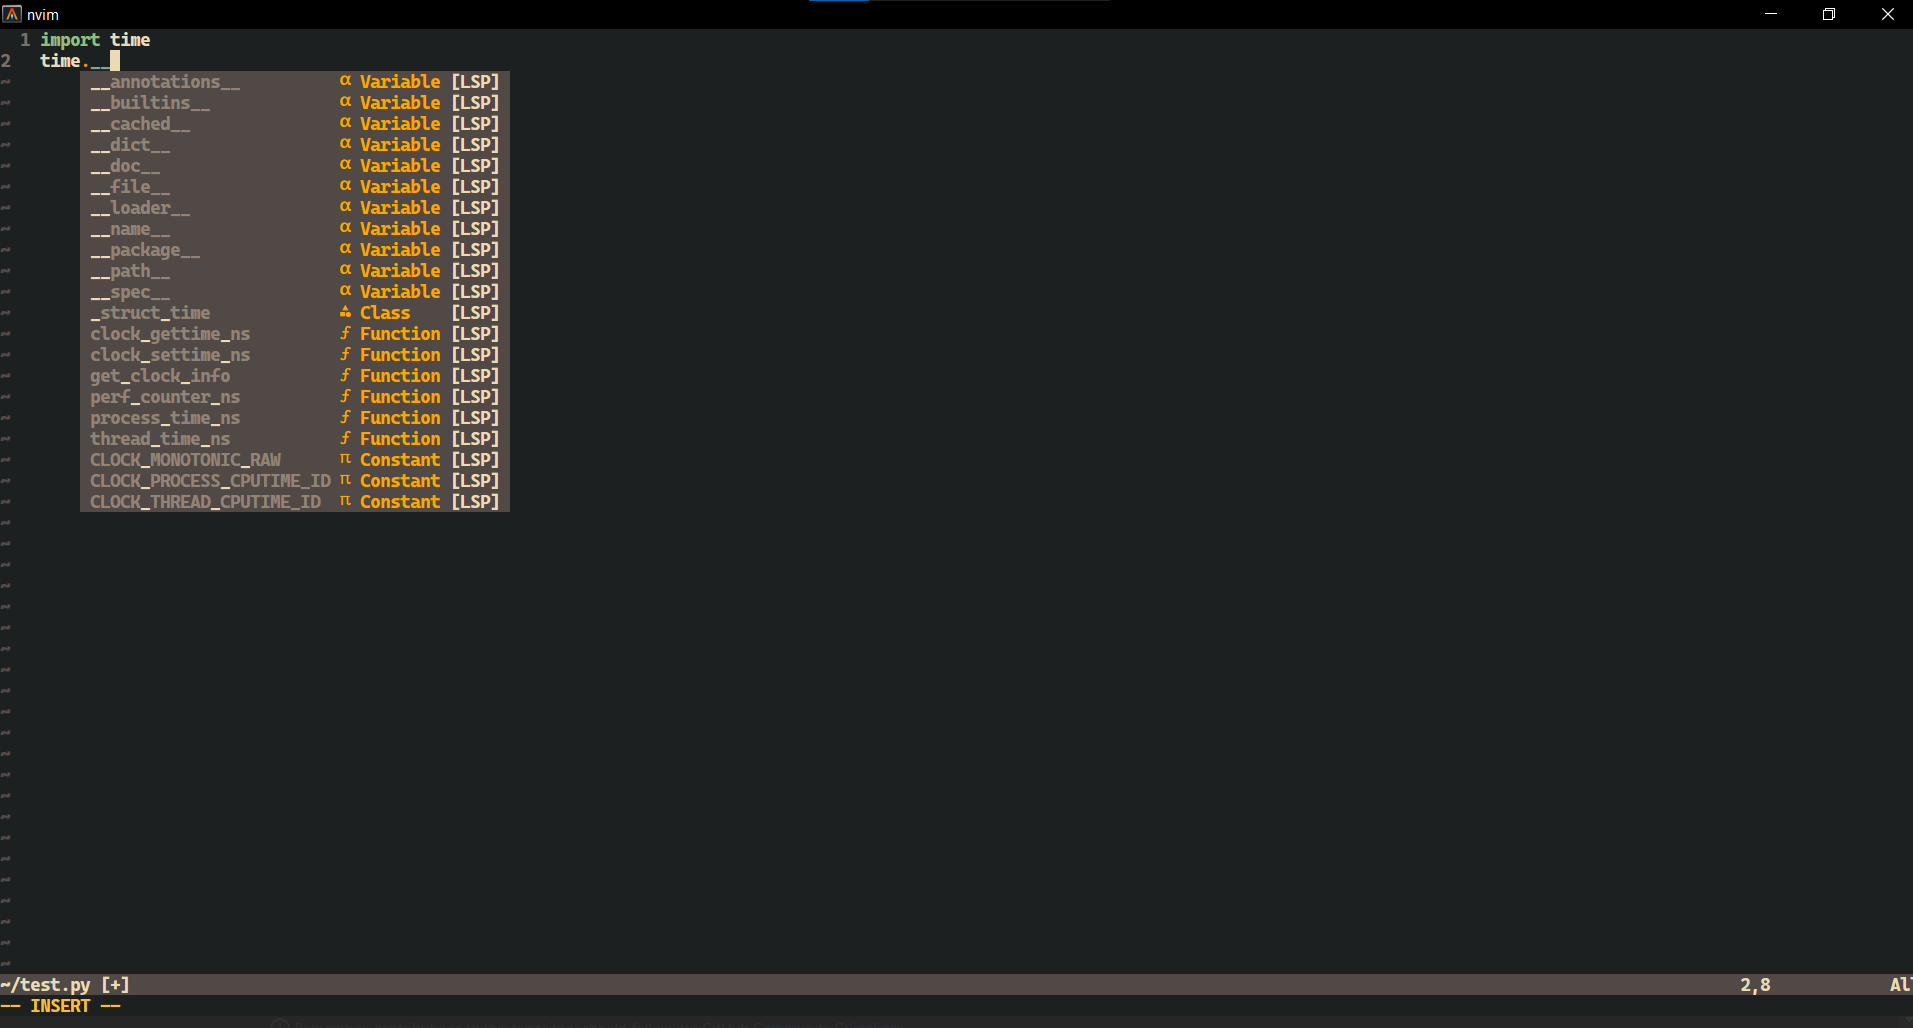 nvim
1 import time
2 time.__
__annotations__ α Variable [LSP]
__builtins__ α Variable [LSP]
__cached__ α Variable [LSP]
__dict__ α Variable [LSP]
__doc__ α Variable [LSP]
__file__ α Variable [LSP]
__loader__ α Variable [LSP]
__name__ α Variable [LSP]
__package__ α Variable [LSP]
__path__ α Variable [LSP]
__spec__ α Variable [LSP]
_struct_time Class [LSP]
clock_gettime_ns ƒ Function [LSP]
clock_settime_ns ƒ Function [LSP]
get_clock_info ƒ Function [LSP]
perf_counter_ns ƒ Function [LSP]
process_time_ns ƒ Function [LSP]
thread_time_ns ƒ Function [LSP]
CLOCK_MONOTONIC_RAW π Constant [LSP]
CLOCK_PROCESS_CPUTIME_ID π Constant [LSP]
CLOCK_THREAD_CPUTIME_ID π Constant [LSP]
~/test.py [+] 2,8 Al
-- INSERT --